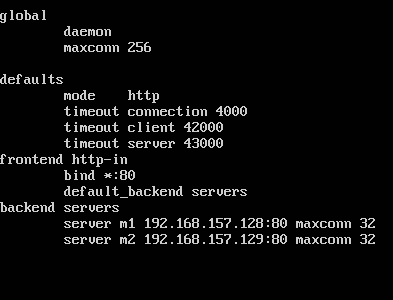 global
        daemon
        maxconn 256

defaults
        mode    http
        timeout connection 4000
        timeout client 42000
        timeout server 43000
frontend http-in
        bind *:80
        default_backend servers
backend servers
        server m1 192.168.157.128:80 maxconn 32
        server m2 192.168.157.129:80 maxconn 32